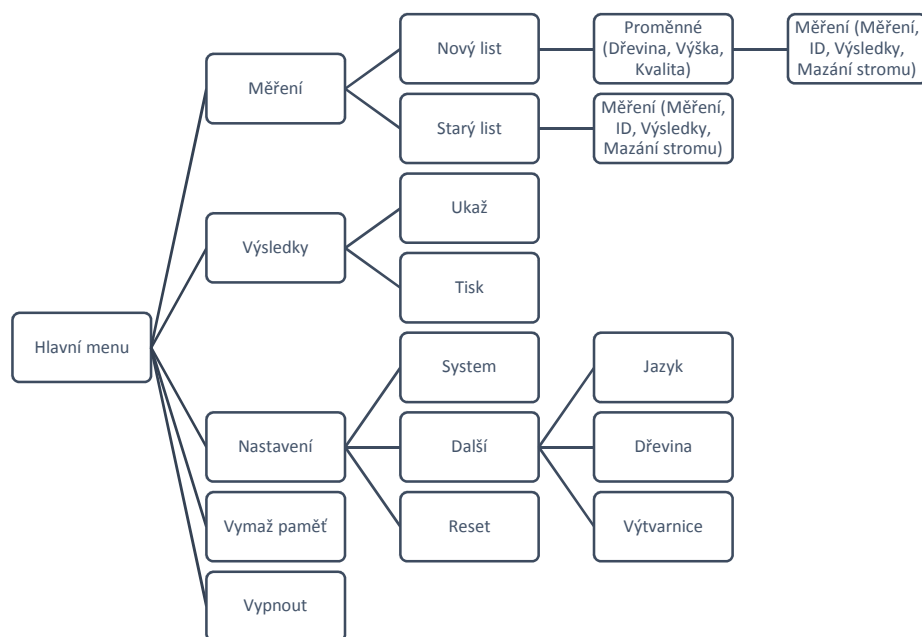 Hlavní menu
Měření
Nový list
Proměnné
(Dřevina, Výška,
Kvalita)
Měření (Měření,
ID, Výsledky,
Mazání stromu)
Starý list
Měření (Měření,
ID, Výsledky,
Mazání stromu)
Výsledky
Ukaž
Tisk
Nastavení
System
Další
Jazyk
Dřevina
Výtvarnice
Reset
Vymaž paměť
Vypnout